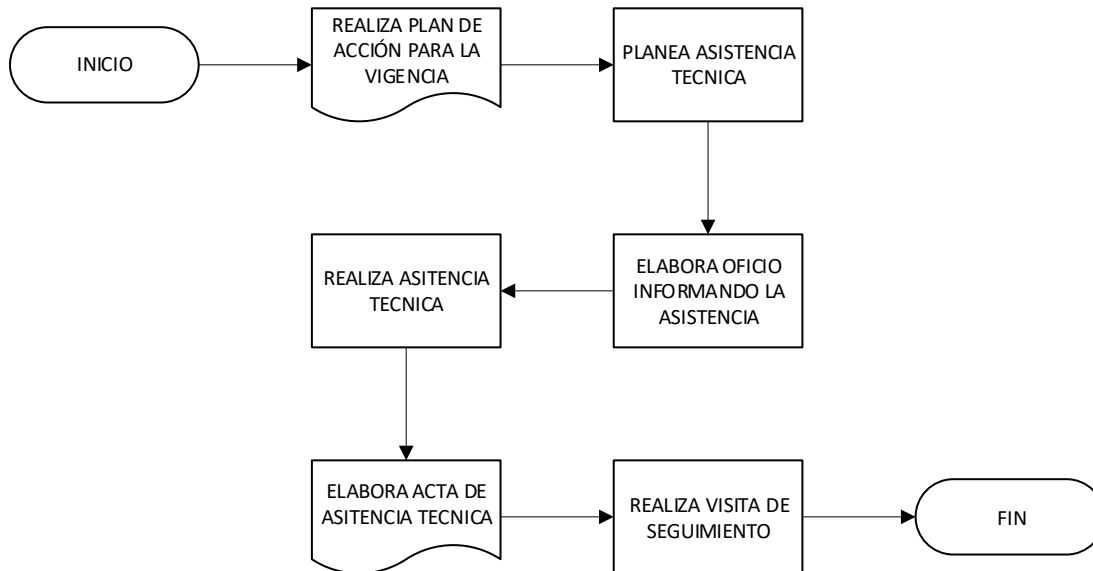 INICIO
REALIZA PLAN DE
ACCIÓN PARA LA
VIGENCIA
PLANEA ASISTENCIA
TECNICA
ELABORA OFICIO
INFORMANDO LA
ASISTENCIA
REALIZA ASITENCIA
TECNICA
ELABORA ACTA DE
ASITENCIA TECNICA
REALIZA VISITA DE
SEGUIMIENTO
FIN